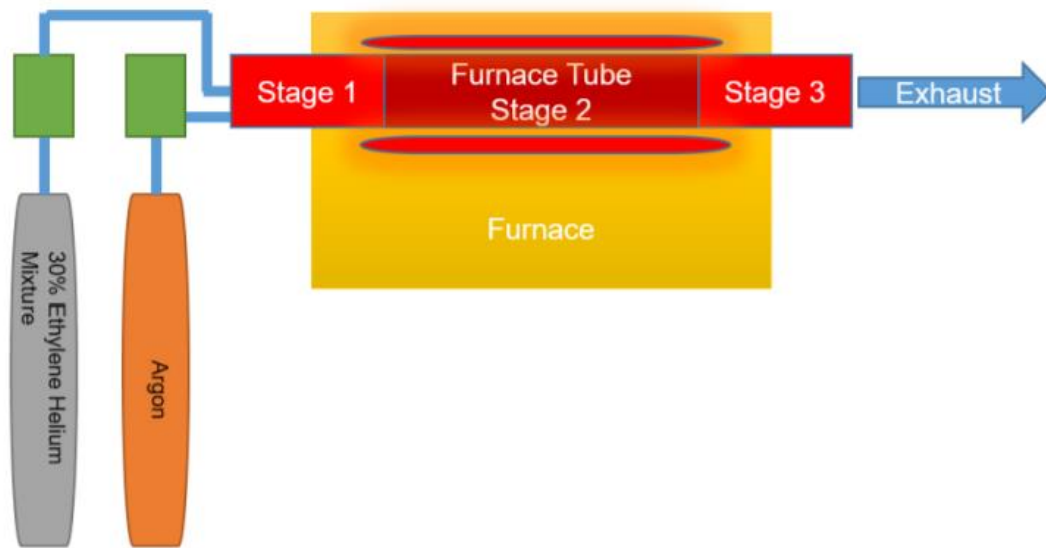 Stage 1
Furnace Tube
Stage 2
Stage 3
Exhaust
Furnace
30% Ethylene Helium
Mixture
Argon